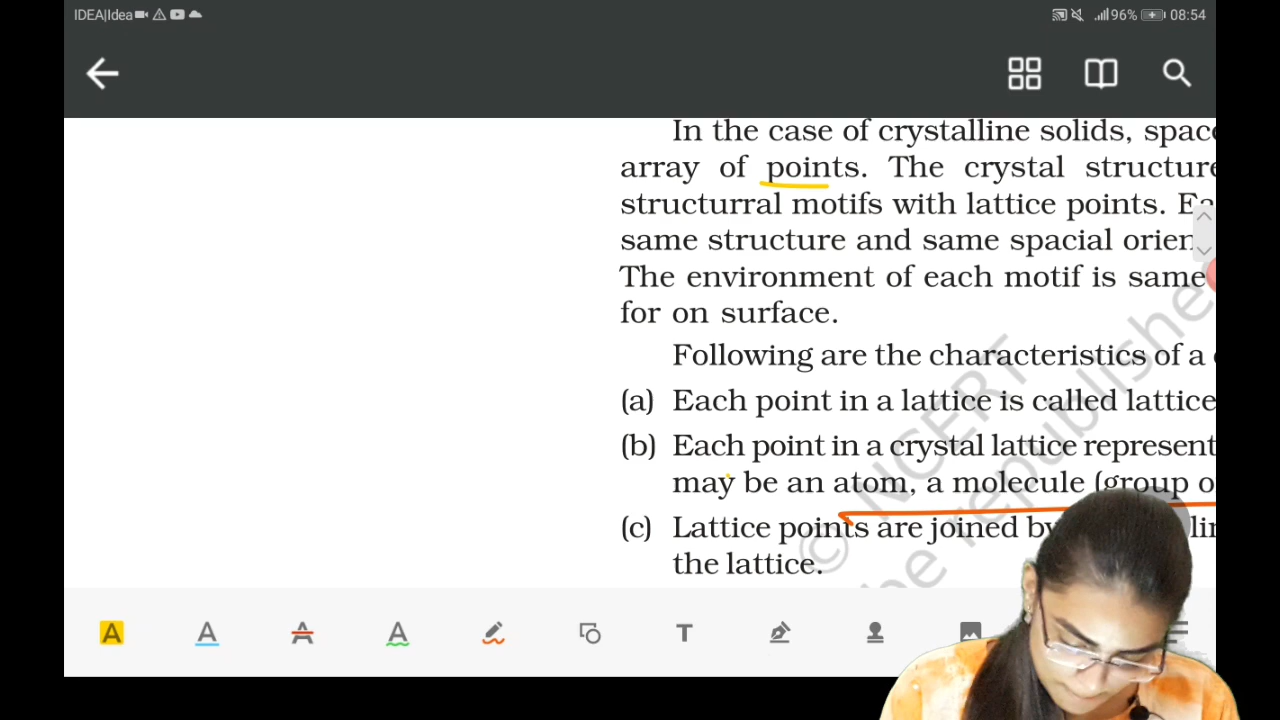 IDEA|Idea 96% 08:54
In the case of crystalline solids,
array of points. The crystal structure
structurral motifs with lattice points.
same structure and same spacial
The environment of each motif is same
for on surface.
Following are the characteristics of a
(a) Each point in a lattice is called lattice
(b) Each point in a crystal lattice represent
may be an atom, a molecule (group
(c) Lattice points are joined by
the lattice.
© NCERT
be republished
A A A A T